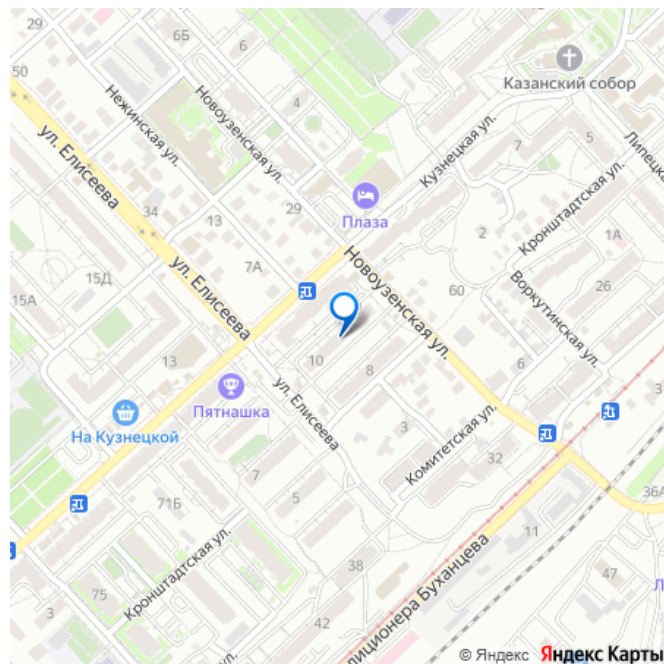 29
6Б
6
50
Нежинская ул.
Новоузенская ул.
4
Казанский собор
ул. Елисеева
Кузнецкая ул.
7
5
Липецка
34
13
29
Плаза
2
Кронштадтская ул.
1А
15Д
7А
ул. Елисеева
Новоузенская ул.
60
26
15А
Воркутинская ул.
13
10
8
6
На Кузнецкой
Пятнашка
ул. Елисеева
3
Комитетская ул.
3
7
32
71Б
5
36А
11
Кронштадтская ул.
38
75
47
3
42
лиционера Буханцева
Л
© Яндекс Яндекс Карты